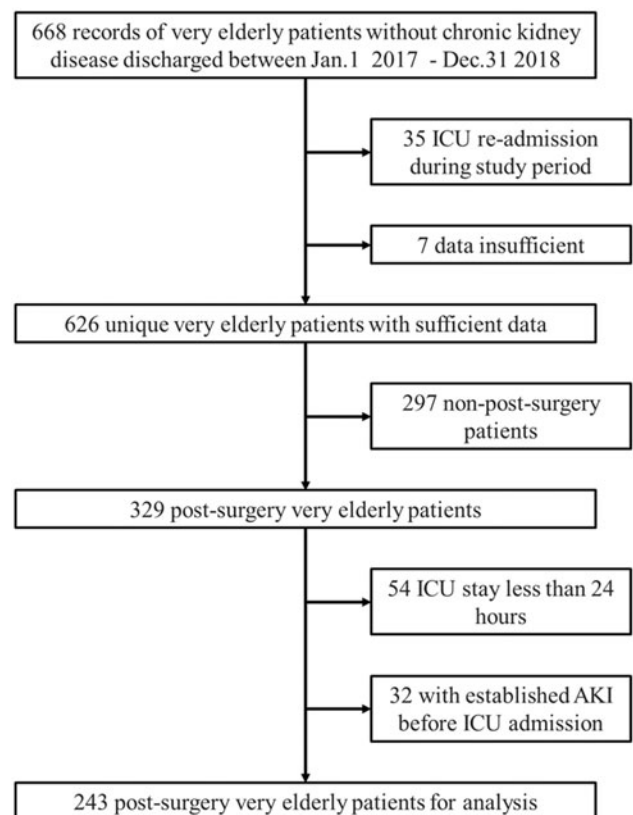 668 records of very elderly patients without chronic kidney
disease discharged between Jan.1 2017 - Dec.31 2018
35 ICU re-admission
during study period
7 data insufficient
626 unique very elderly patients with sufficient data
297 non-post-surgery
patients
329 post-surgery very elderly patients
54 ICU stay less than 24
hours
32 with established AKI
before ICU admission
243 post-surgery very elderly patients for analysis